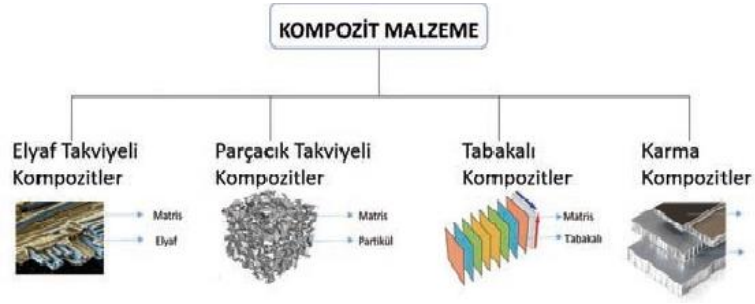 KOMPOZİT MALZEME
Elyaf Takviyeli
Kompozitler
Matris
Elyaf
Parçacık Takviyeli
Kompozitler
Matris
Partikül
Tabakalı
Kompozitler
Matris
Tabakalı
Karma
Kompozitler